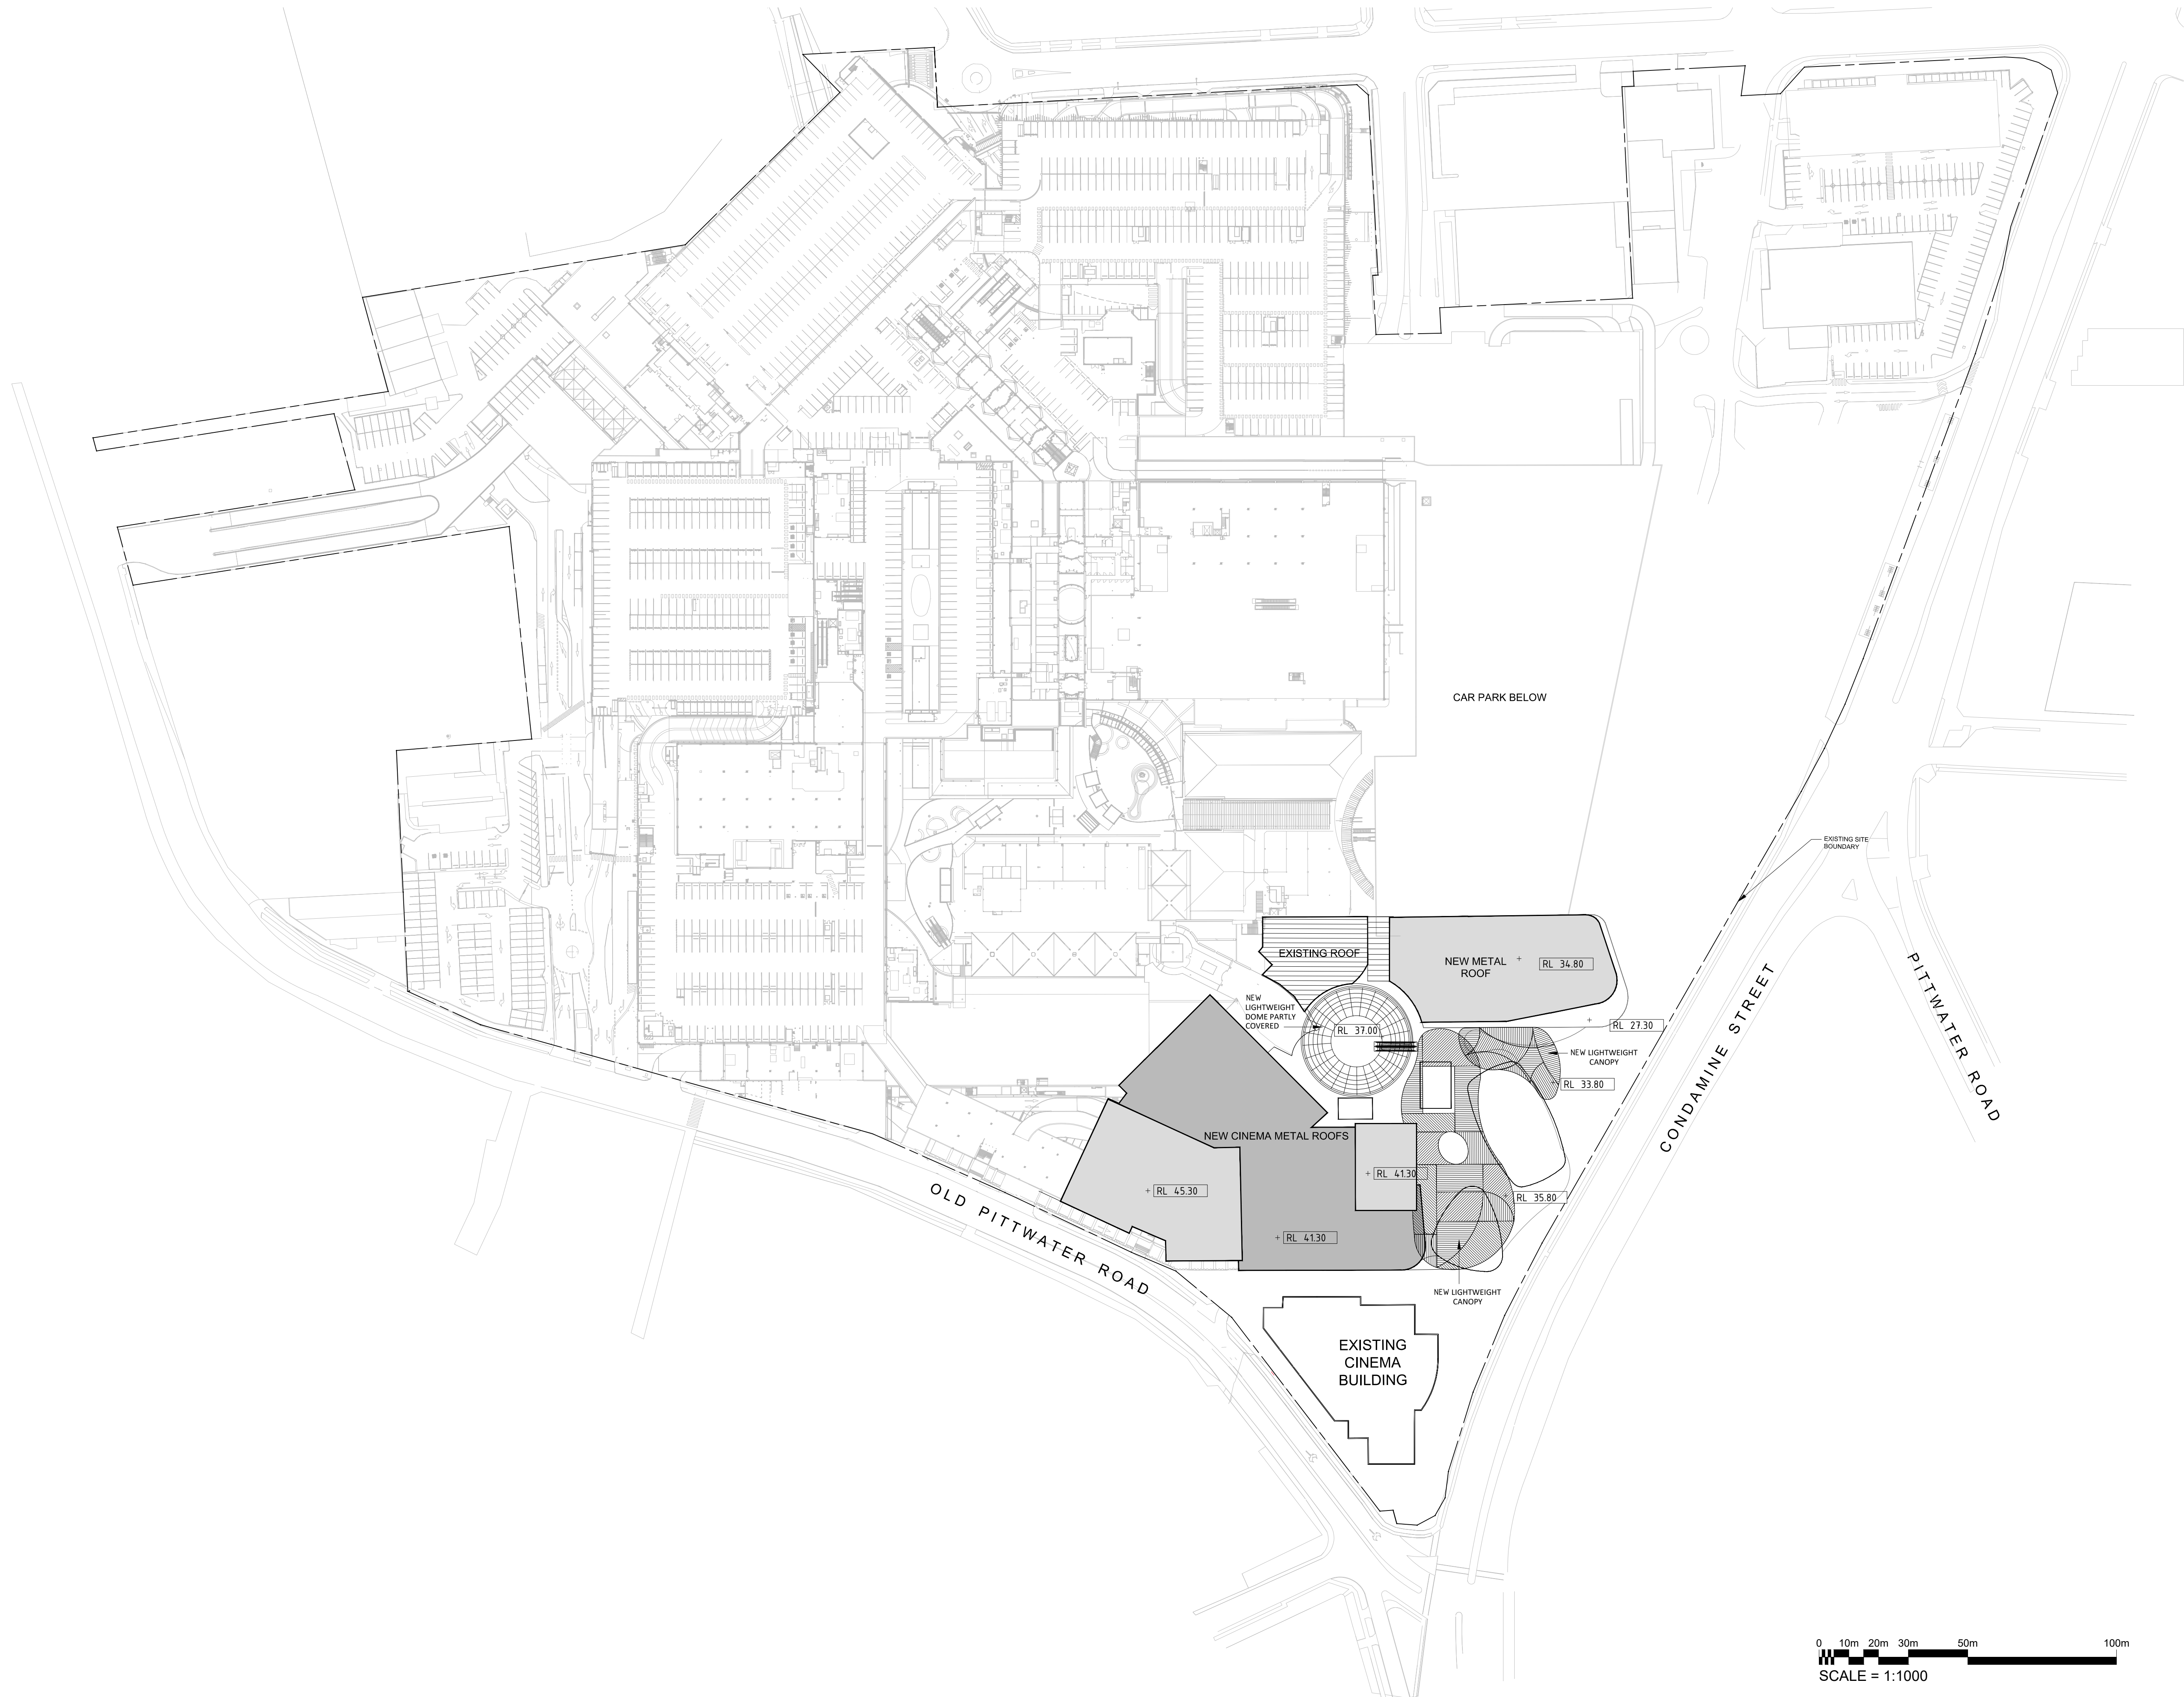 CAR PARK BELOW
EXISTING SITE
BOUNDARY
EXISTING ROOF
NEW METAL
ROOF
RL 34.80
NEW
LIGHTWEIGHT
DOME PARTLY
COVERED
RL 37.00
RL 27.30
NEW LIGHTWEIGHT
CANOPY
RL 33.80
CONDAMINE STREET
PITTWATER ROAD
NEW CINEMA METAL ROOFS
RL 41.30
RL 45.30
RL 35.80
RL 41.30
OLD PITTWATER ROAD
NEW LIGHTWEIGHT
CANOPY
EXISTING
CINEMA
BUILDING
0 10m 20m 30m 50m 100m
SCALE = 1:1000